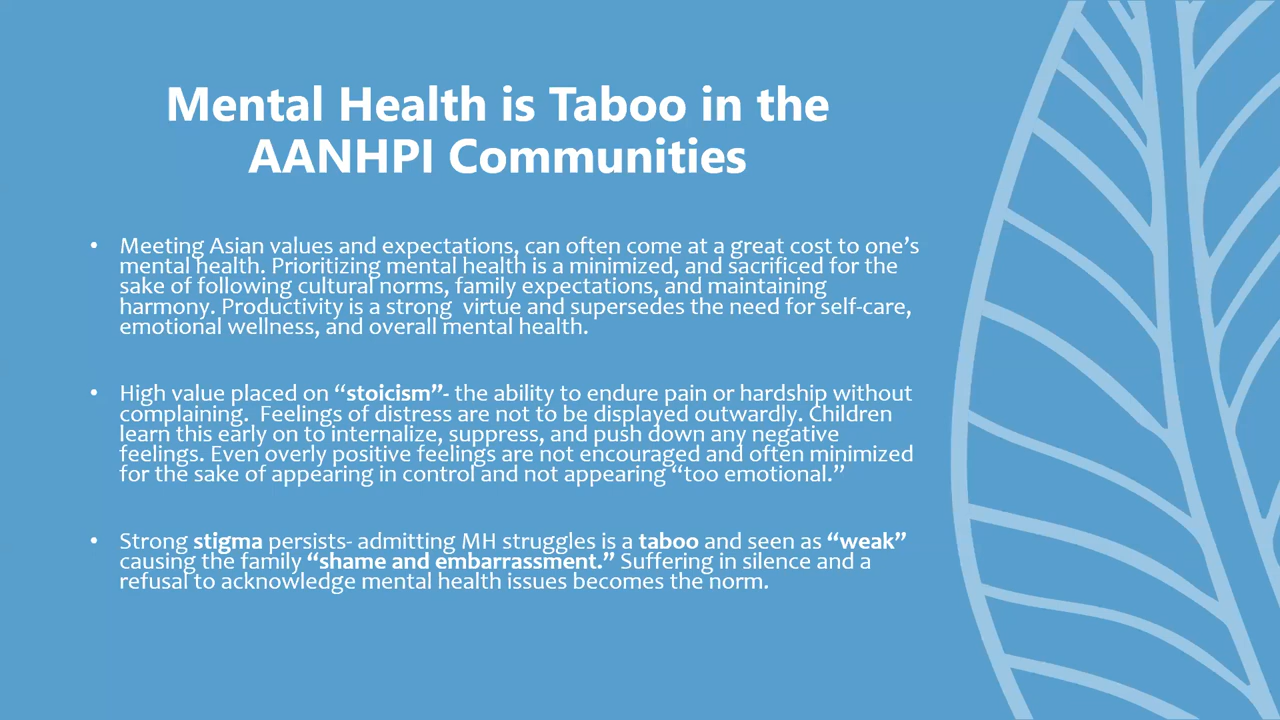 Mental Health is Taboo in the
AANHPI Communities
• Meeting Asian values and expectations, can often come at a great cost to one’s
mental health. Prioritizing mental health is a minimized, and sacrificed for the
sake of following cultural norms, family expectations, and maintaining
harmony. Productivity is a strong  virtue and supersedes the need for self-care,
emotional wellness, and overall mental health.
• High value placed on “stoicism”- the ability to endure pain or hardship without
complaining.  Feelings of distress are not to be displayed outwardly. Children
learn this early on to internalize, suppress, and push down any negative
feelings. Even overly positive feelings are not encouraged and often minimized
for the sake of appearing in control and not appearing “too emotional.”
• Strong stigma persists- admitting MH struggles is a taboo and seen as “weak”
causing the family “shame and embarrassment.” Suffering in silence and a
refusal to acknowledge mental health issues becomes the norm.